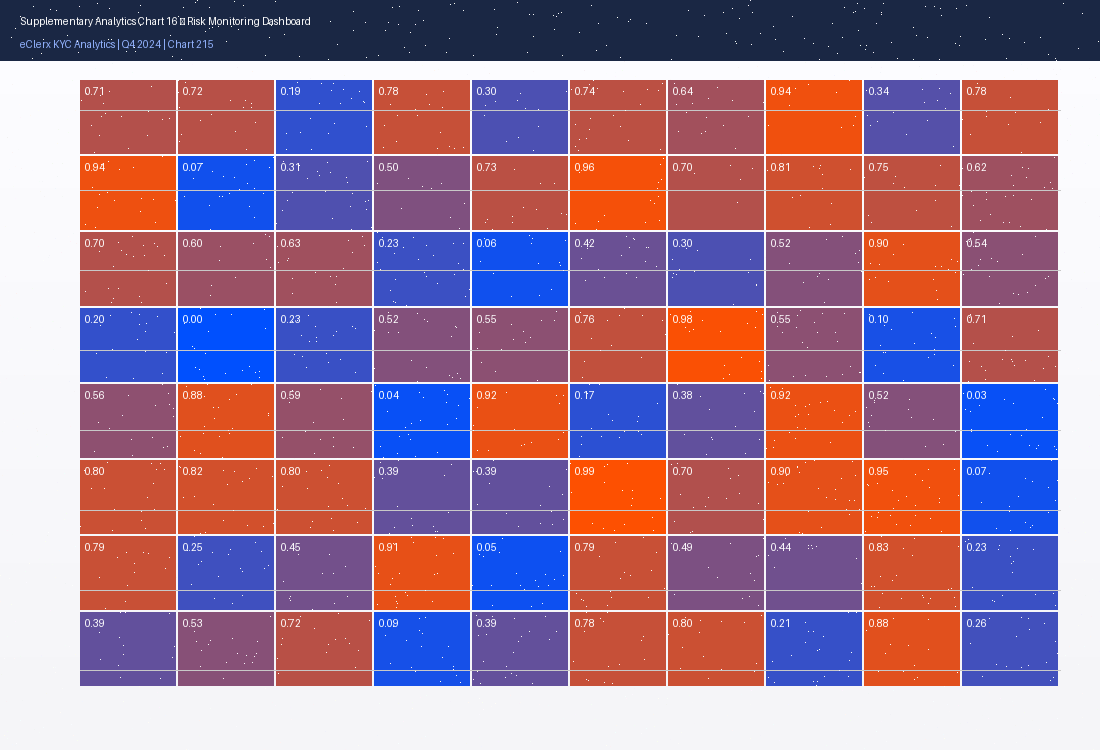 Supplementary Analytics Chart 16 Risk Monitoring Dashboard
eClerx KYC Analytics | Q4 2024 | Chart 215
0.71 0.72 0.19 0.78 0.30 0.74 0.64 0.94 0.34 0.78
0.94 0.07 0.31 0.50 0.73 0.96 0.70 0.81 0.75 0.62
0.70 0.60 0.63 0.23 0.06 0.42 0.30 0.52 0.90 0.54
0.20 0.00 0.23 0.52 0.55 0.76 0.98 0.55 0.10 0.71
0.56 0.88 0.59 0.04 0.92 0.17 0.38 0.92 0.52 0.03
0.80 0.82 0.80 0.39 0.39 0.99 0.70 0.90 0.95 0.07
0.79 0.25 0.45 0.91 0.05 0.79 0.49 0.44 0.83 0.23
0.39 0.53 0.72 0.09 0.39 0.78 0.80 0.21 0.88 0.26